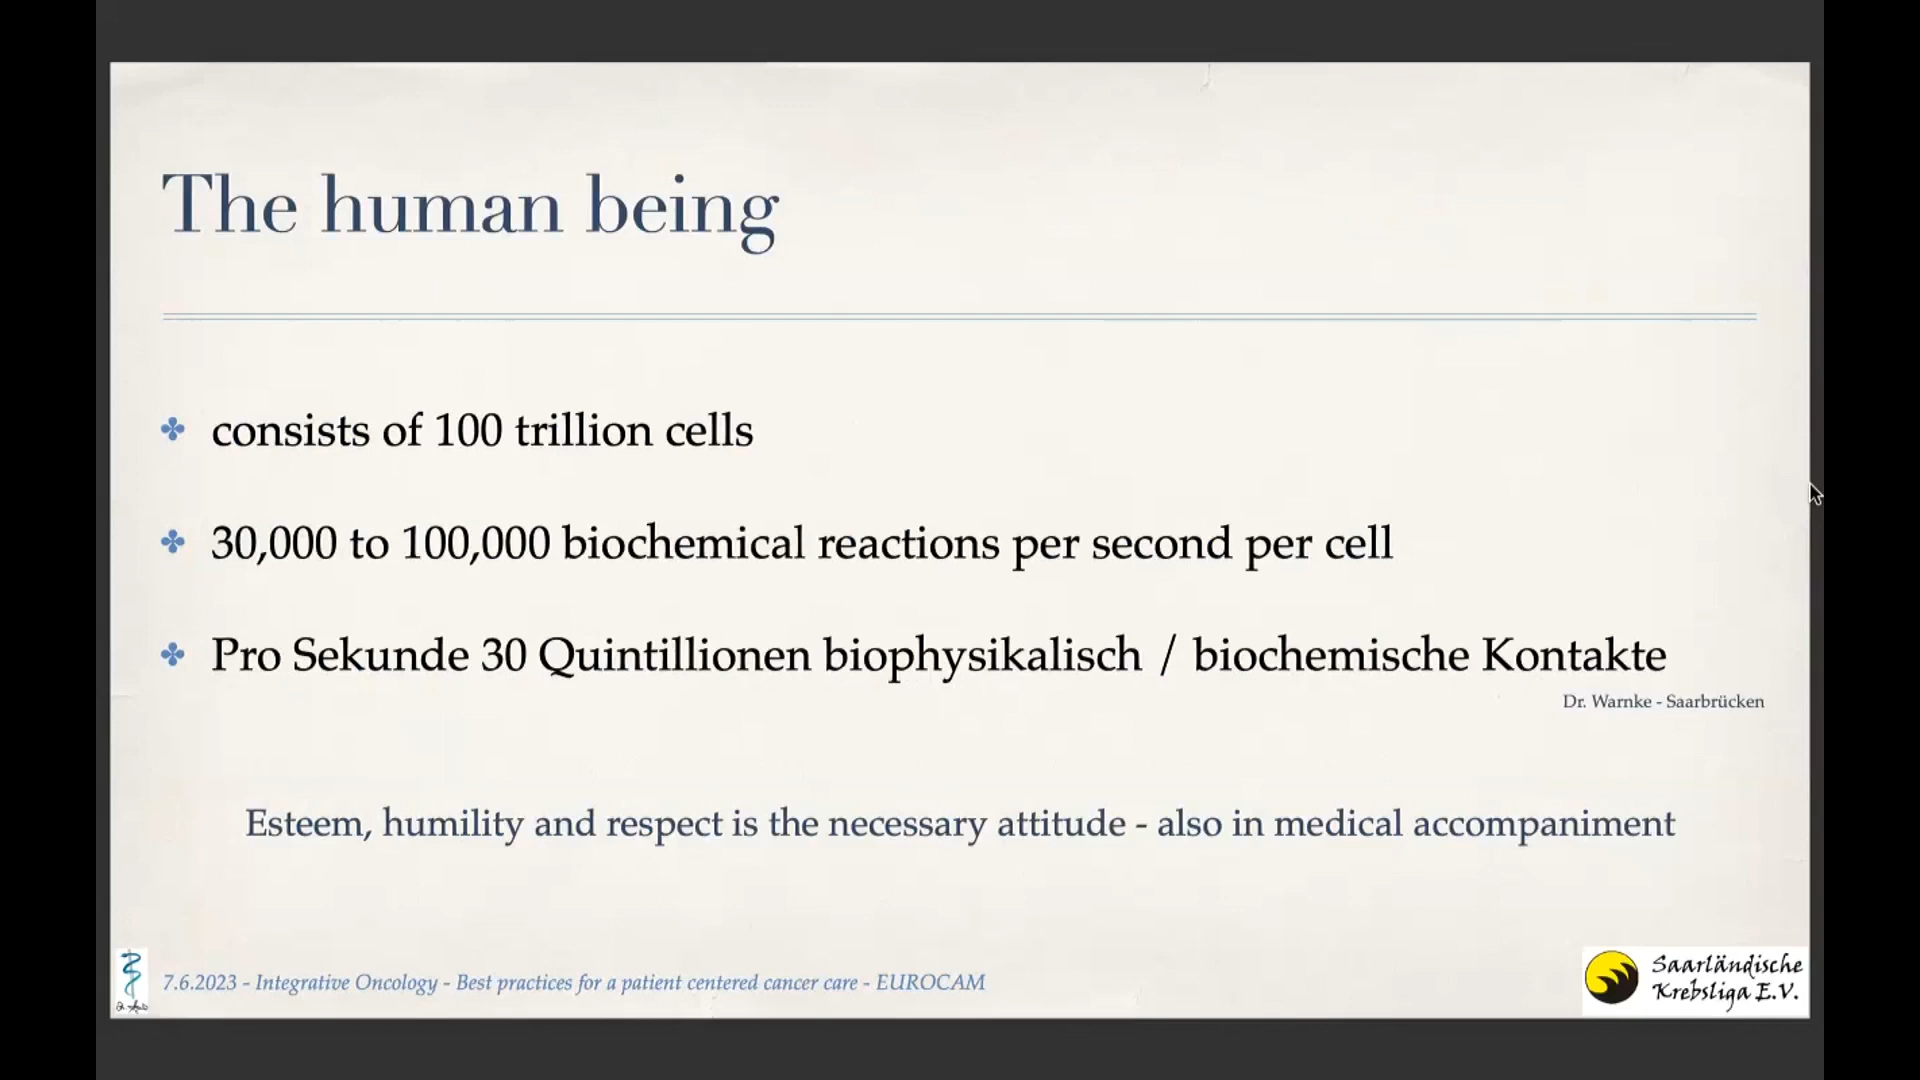 The human being
consists of 100 trillion cells
30,000 to 100,000 biochemical reactions per second per cell
Pro Sekunde 30 Quintillionen biophysikalisch / biochemische Kontakte
Dr. Warnke - Saarbrücken
Esteem, humility and respect is the necessary attitude - also in medical accompaniment
7.6.2023 - Integrative Oncology - Best practices for a patient centered cancer care - EUROCAM
Saarländische
Krebsliga E.V.